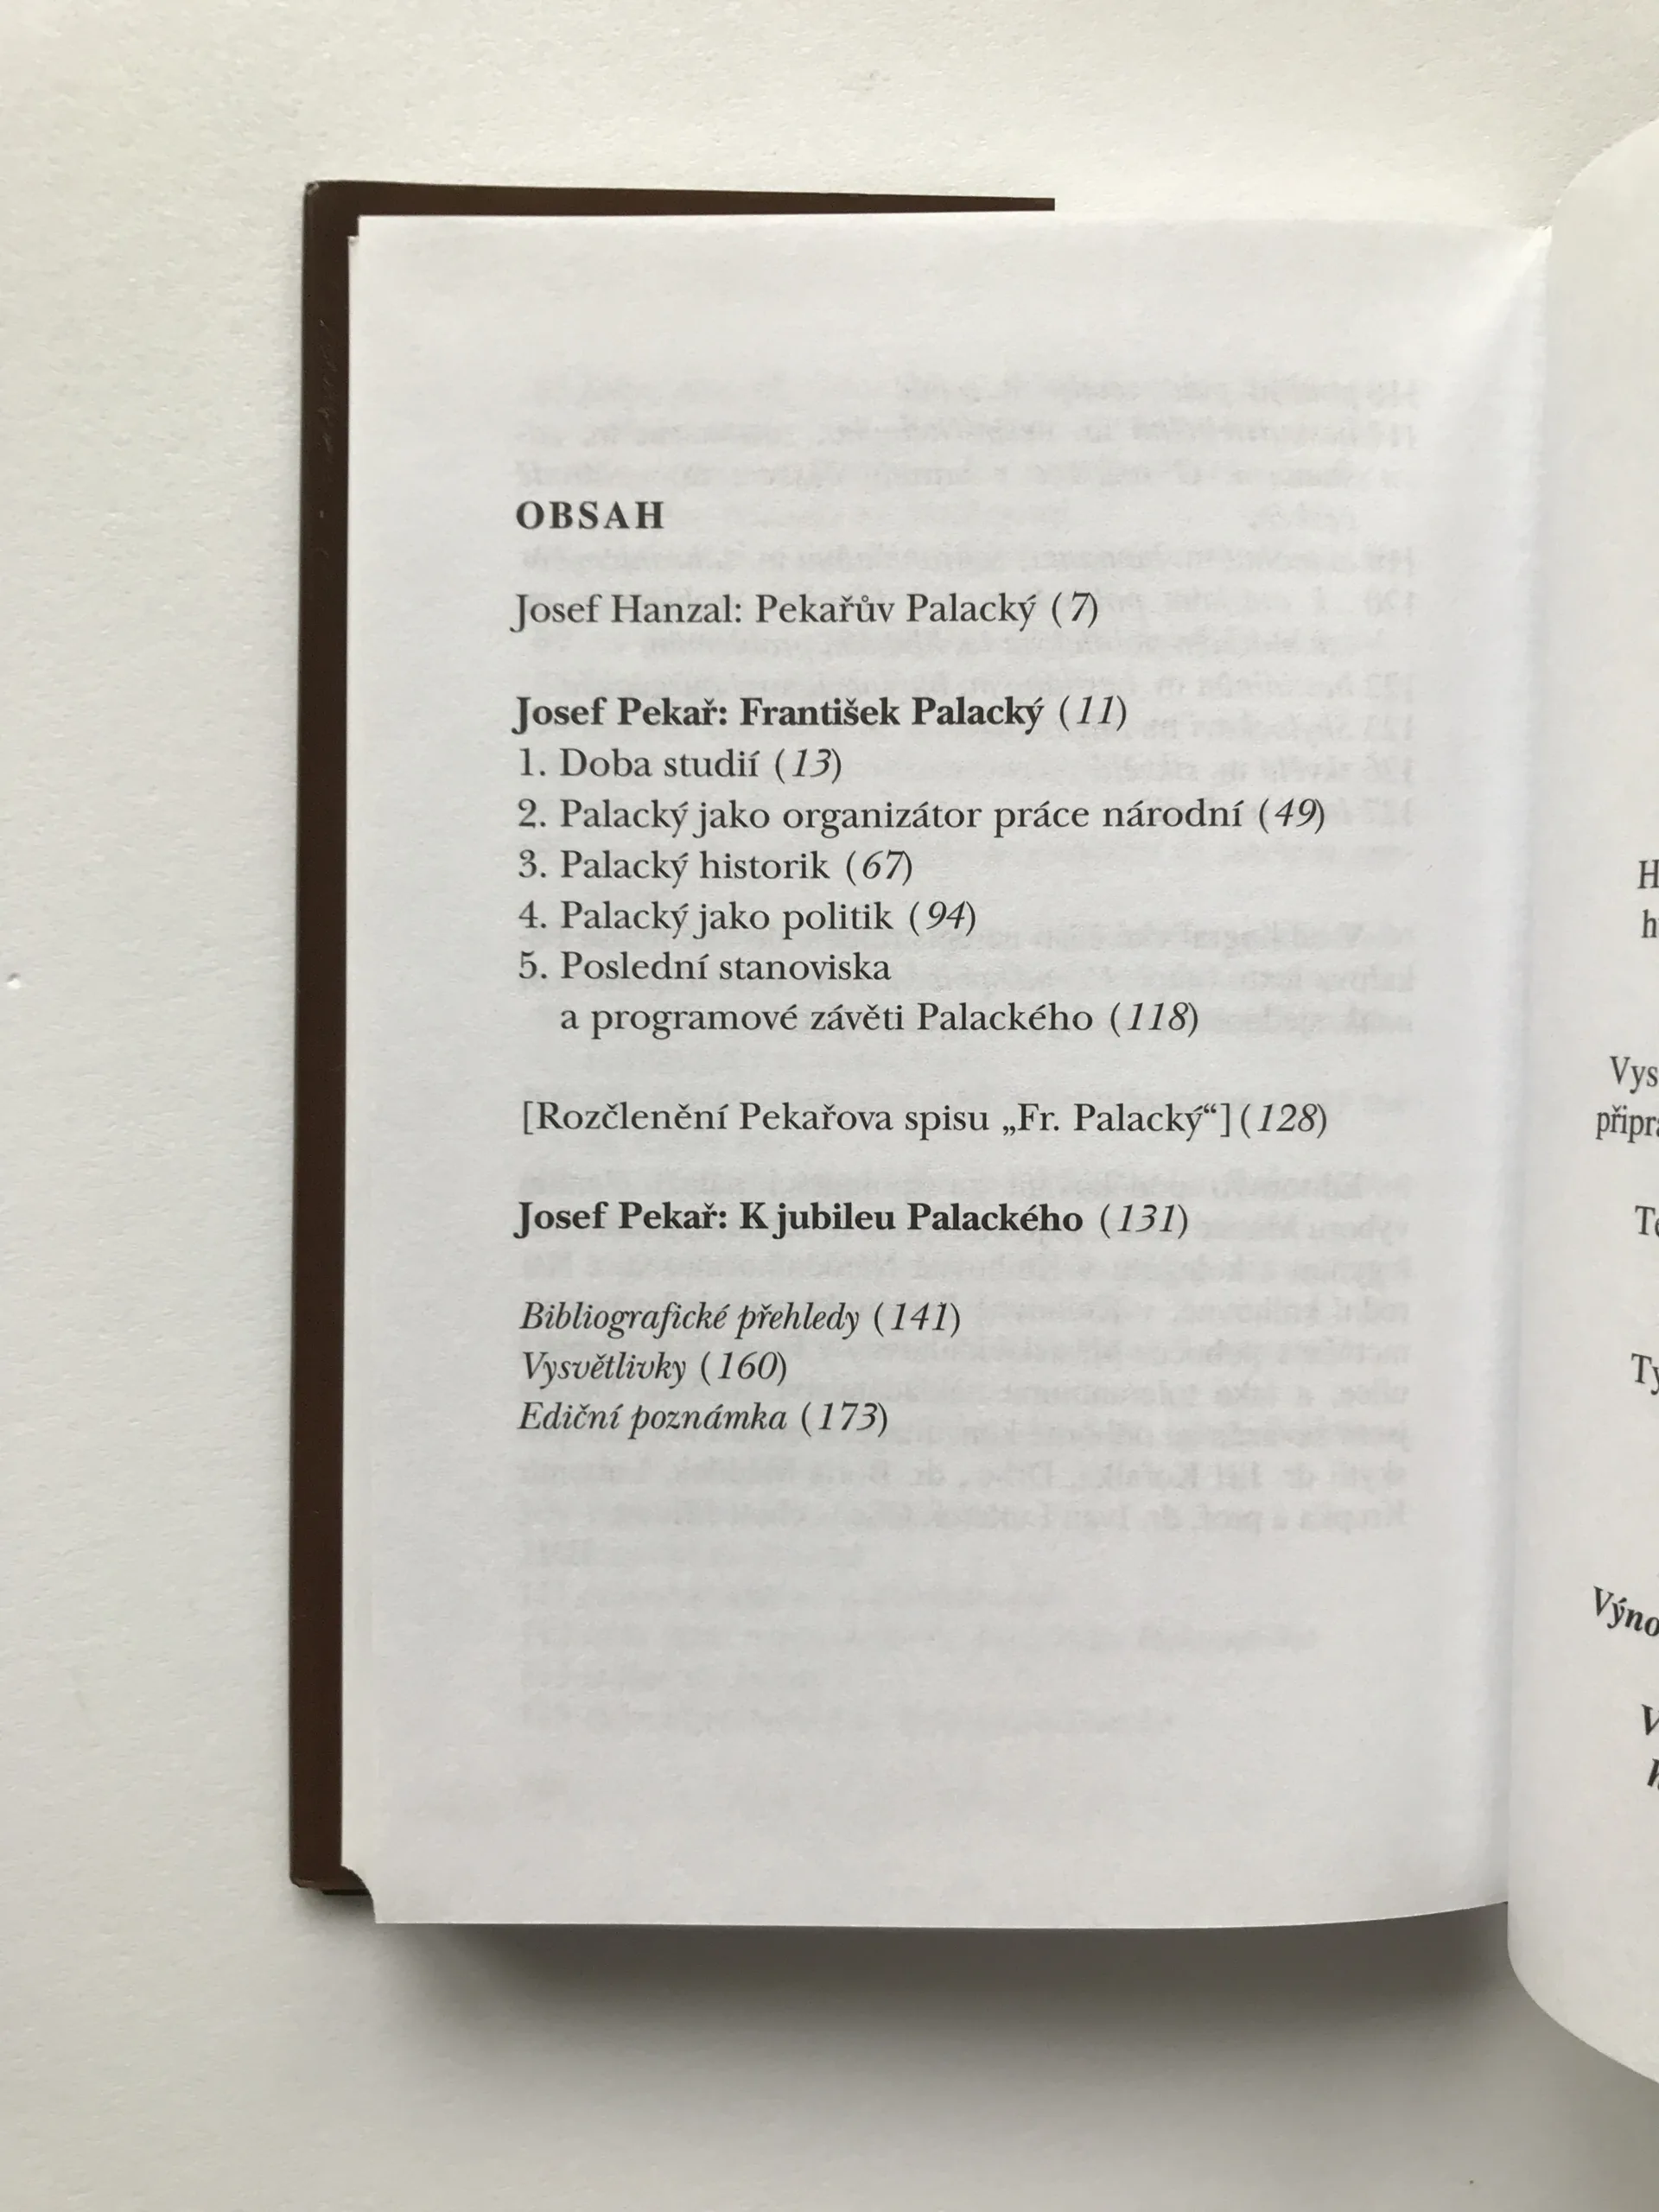 OBSAH
Josef Hanzal: Pekařův Palacký (7)
Josef Pekař: František Palacký (11)
1. Doba studií (13)
2. Palacký jako organizátor práce národní (49)
3. Palacký historik (67)
4. Palacký jako politik (94)
5. Poslední stanoviska
a programové závěti Palackého (118)
[Rozčlenění Pekařova spisu „Fr. Palacký“] (128)
Josef Pekař: K jubileu Palackého (131)
Bibliografické přehledy (141)
Vysvětlivky (160)
Ediční poznámka (173)